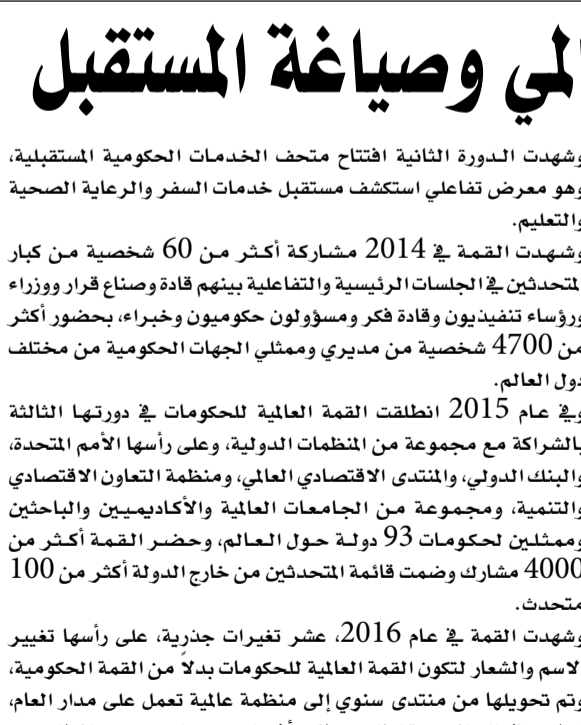 المي وصياغة المستقبل
وشهدت الدورة الثانية افتتاح متحف الخدمات الحكومية المستقبلية،
وهو معرض تفاعلي استكشف مستقبل خدمات السفر والرعاية الصحية
والتعليم.
وشهدت القمة في 2014 مشاركة أكثر من 60 شخصية من كبار
المتحدثين في الجلسات الرئيسية والتفاعلية بينهم قادة وصناع قرار ووزراء
ورؤساء تنفيذيون وقادة فكر ومسؤولون حكوميون وخبراء، بحضور أكثر
من 4700 شخصية من مديري وممثلي الجهات الحكومية من مختلف
دول العالم.
وفي عام 2015 انطلقت القمة العالمية للحكومات في دورتها الثالثة
بالشراكة مع مجموعة من المنظمات الدولية، وعلى رأسها الأمم المتحدة،
والبنك الدولي، والمنتدى الاقتصادي العالمي، ومنظمة التعاون الاقتصادي
والتنمية، ومجموعة من الجامعات العالمية والأكاديميين والباحثين
وممثلين لحكومات 93 دولة حول العالم، وحضر القمة أكثر من
4000 مشارك وضمت قائمة المتحدثين من خارج الدولة أكثر من 100
متحدث.
وشهدت القمة في عام 2016، عشر تغيرات جذرية، على رأسها تغيير
الاسم والشعار لتكون القمة العالمية للحكومات بدلاً من القمة الحكومية،
وتم تحويلها من منتدى سنوي إلى منظمة عالمية تعمل على مدار العام،